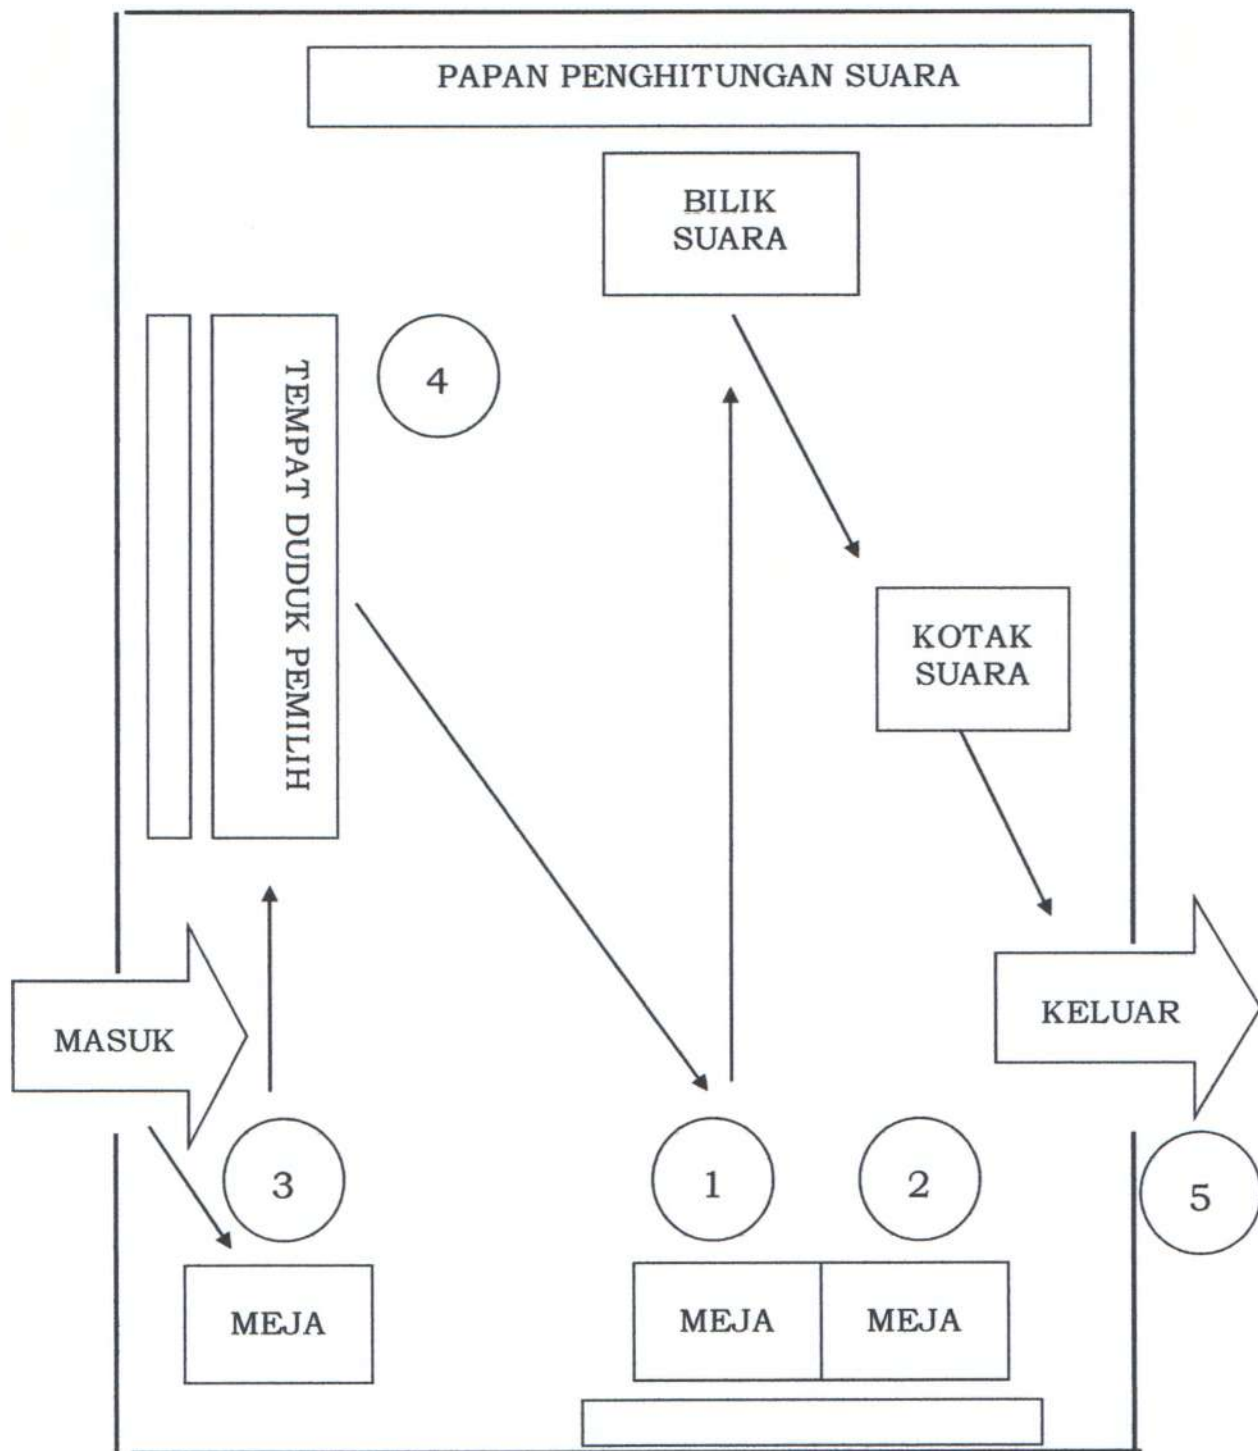 PAPAN PENGHITUNGAN SUARA
BILIK
SUARA
4
TEMPAT DUDUK PEMILIH
KOTAK
SUARA
MASUK
KELUAR
3
1
2
5
MEJA
MEJA
MEJA